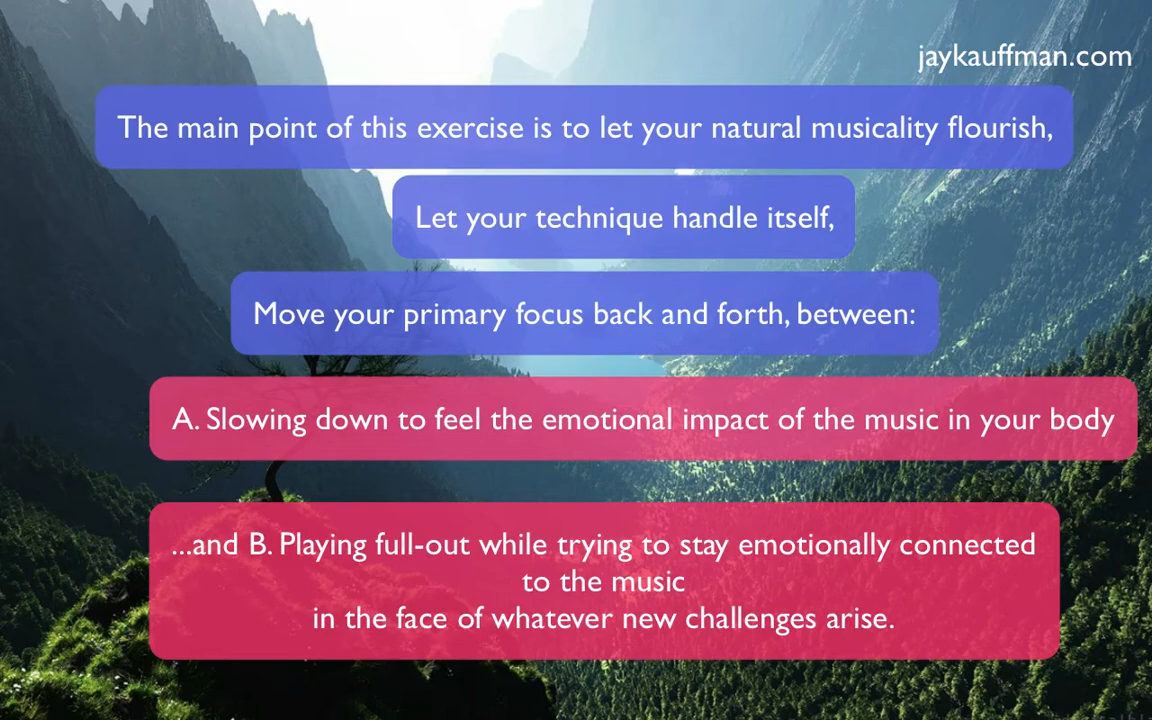 jaykauffman.com
The main point of this exercise is to let your natural musicality flourish,
Let your technique handle itself,
Move your primary focus back and forth, between:
A. Slowing down to feel the emotional impact of the music in your body
...and B. Playing full-out while trying to stay emotionally connected
to the music
in the face of whatever new challenges arise.